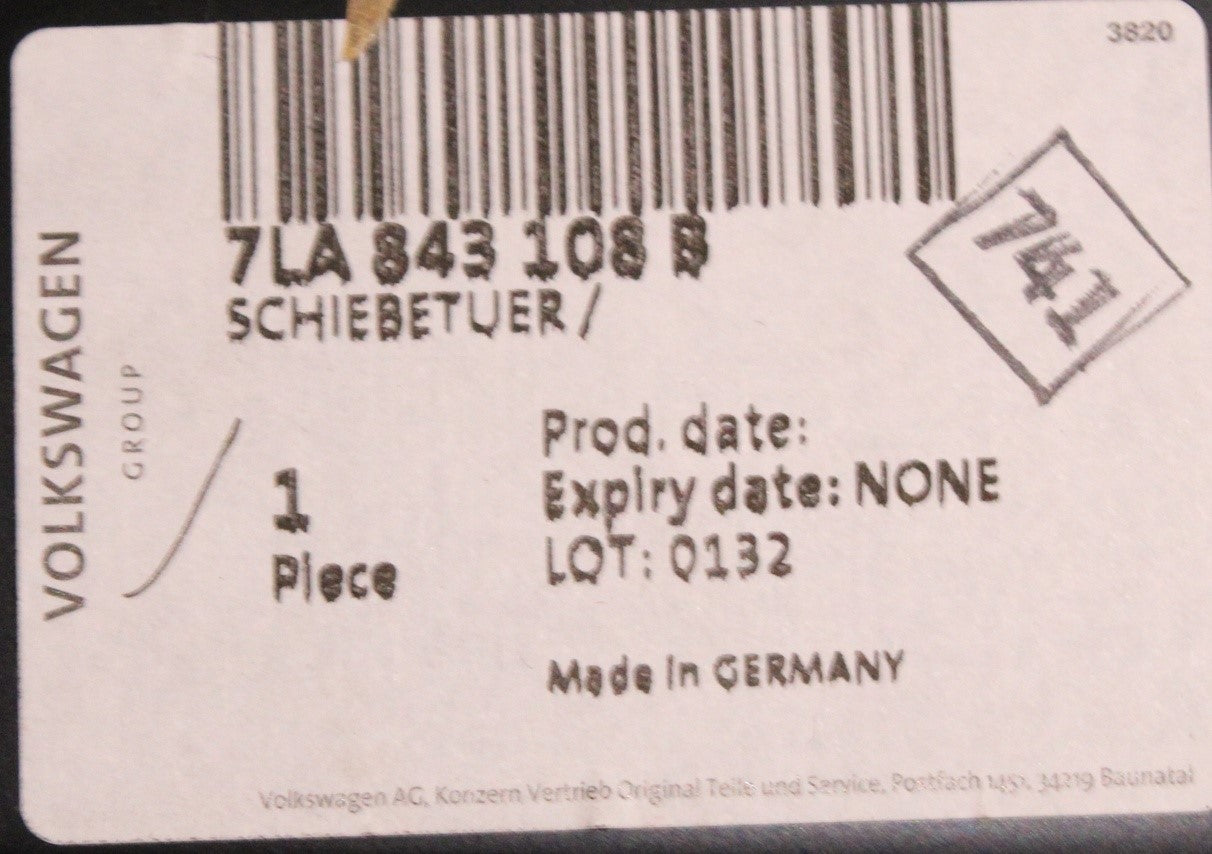 3820
7LA 843 108 B
SCHIEBETUER/
741
VOLKSWAGEN
GROUP
1
Piece
Prod. date:
Expiry date: NONE
LOT: 0132
Made in GERMANY
Volkswagen AG, Konzern Vertrieb Original Teile und Service, Postfach 1451, 34219 Baunatal